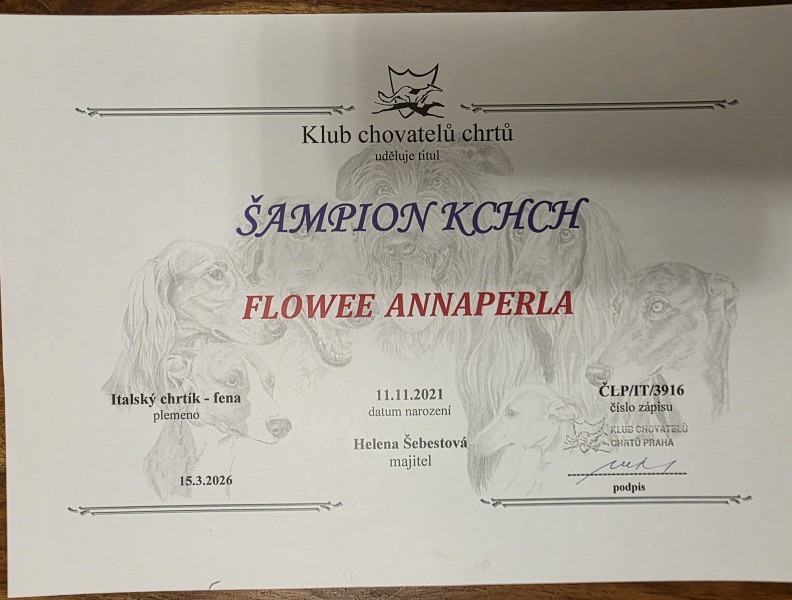 Klub chovatelů chrtů
uděluje titul
ŠAMPION KCHCH
FLOWEE ANNAPERLA
Italský chrtík - fena
plemeno
11.11.2021
datum narození
ČLP/IT/3916
číslo zápisu
Helena Šebestová
majitel
KLUB CHOVATELŮ
CHRTŮ PRAHA
15.3.2026
podpis